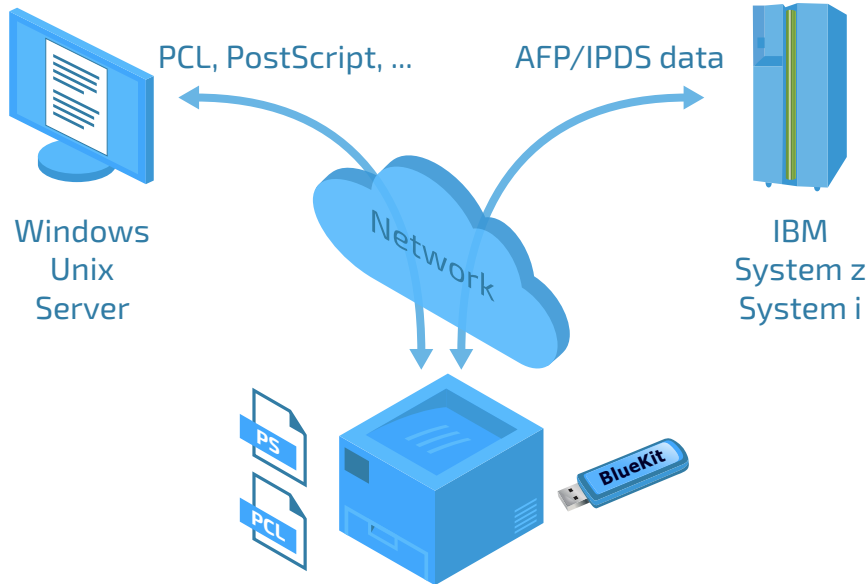 PCL, PostScript, ...
AFP/IPDS data
Network
Windows
Unix
Server
IBM
System z
System i
PS
PCL
BlueKit